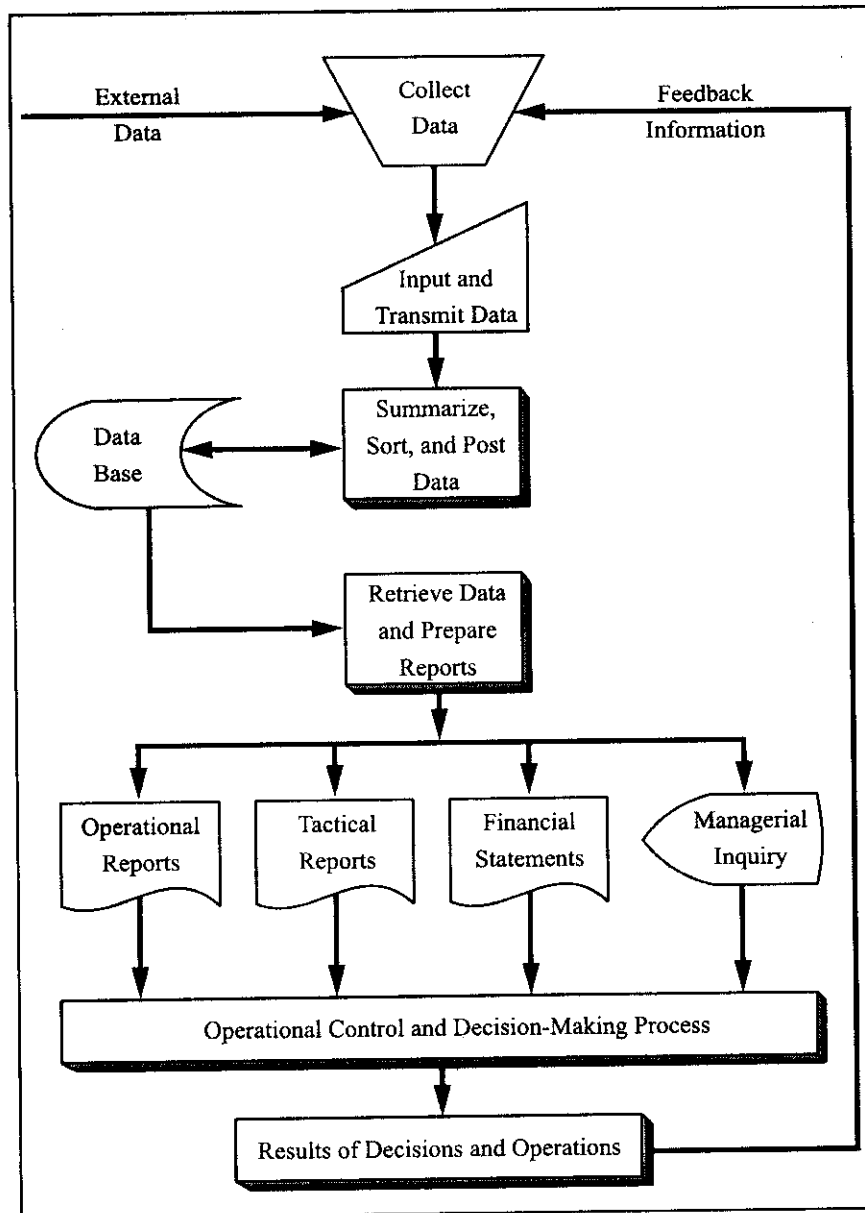 External
Data
Collect
Data
Feedback
Information
Input and
Transmit Data
Data
Base
Summarize,
Sort, and Post
Data
Retrieve Data
and Prepare
Reports
Operational
Reports
Tactical
Reports
Financial
Statements
Managerial
Inquiry
Operational Control and Decision-Making Process
Results of Decisions and Operations